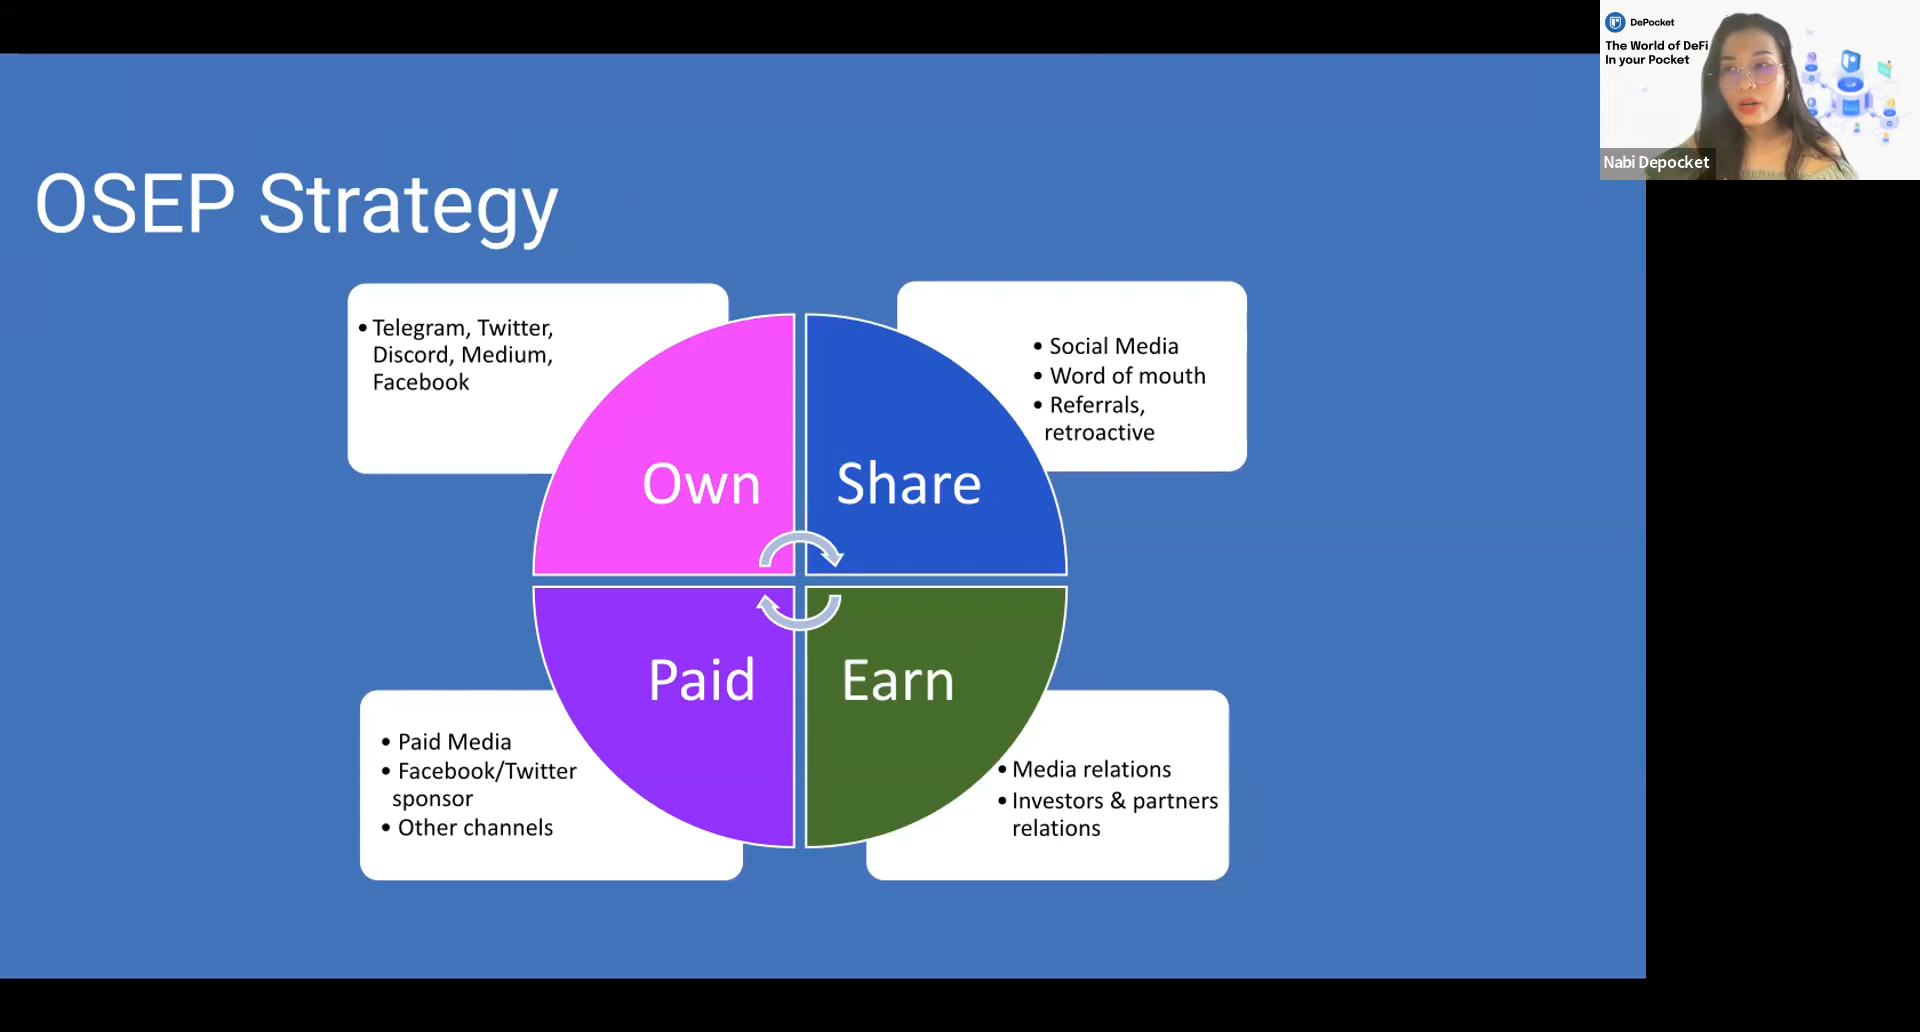 DePocket
The World of DeFi
In your Pocket
Nabi Depocket
OSEP Strategy
• Telegram, Twitter,
Discord, Medium,
Facebook
• Social Media
• Word of mouth
• Referrals,
retroactive
Own
Share
Paid
Earn
• Paid Media
• Facebook/Twitter
sponsor
• Other channels
• Media relations
• Investors & partners
relations